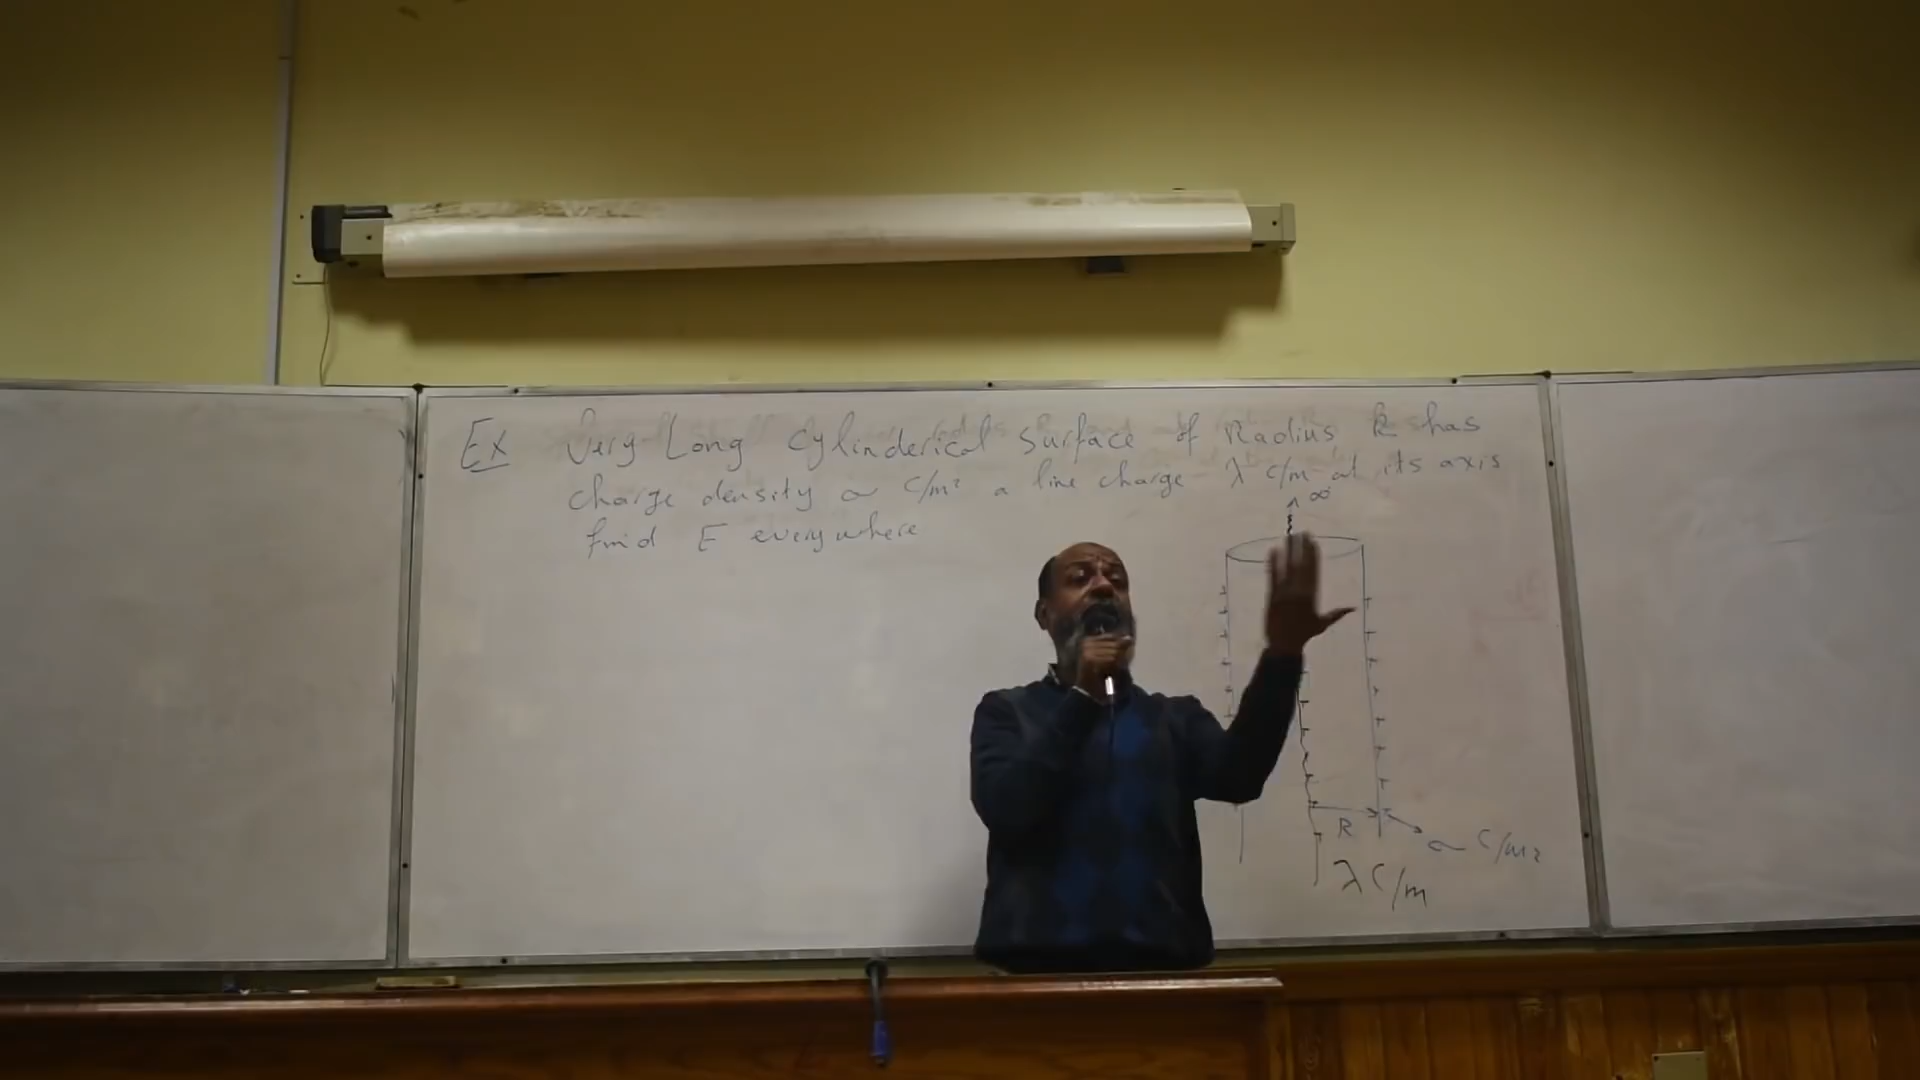 Ex Very Long Cylinderical Surface of Radius R has
charge density σ C/m² a line charge λ C/m at its axis
find E everywhere
∞
R
σ C/m²
λ C/m